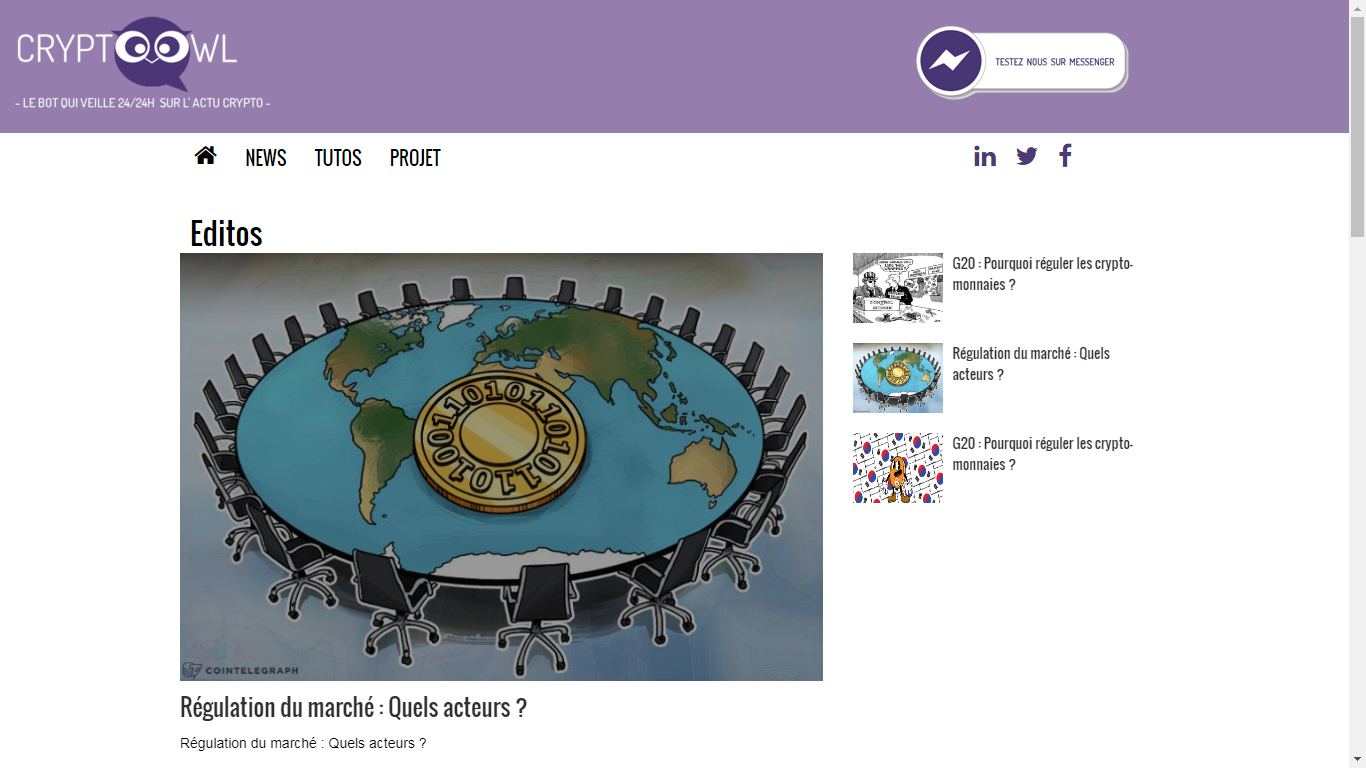 CRYPTOOWL
- LE BOT QUI VEILLE 24/24H SUR L' ACTU CRYPTO -
TESTEZ NOUS SUR MESSENGER
NEWS TUTOS PROJET
Editos
COINTELEGRAPH
Régulation du marché : Quels acteurs ?
Régulation du marché : Quels acteurs ?
G20 : Pourquoi réguler les crypto-
monnaies ?
Régulation du marché : Quels
acteurs ?
G20 : Pourquoi réguler les crypto-
monnaies ?